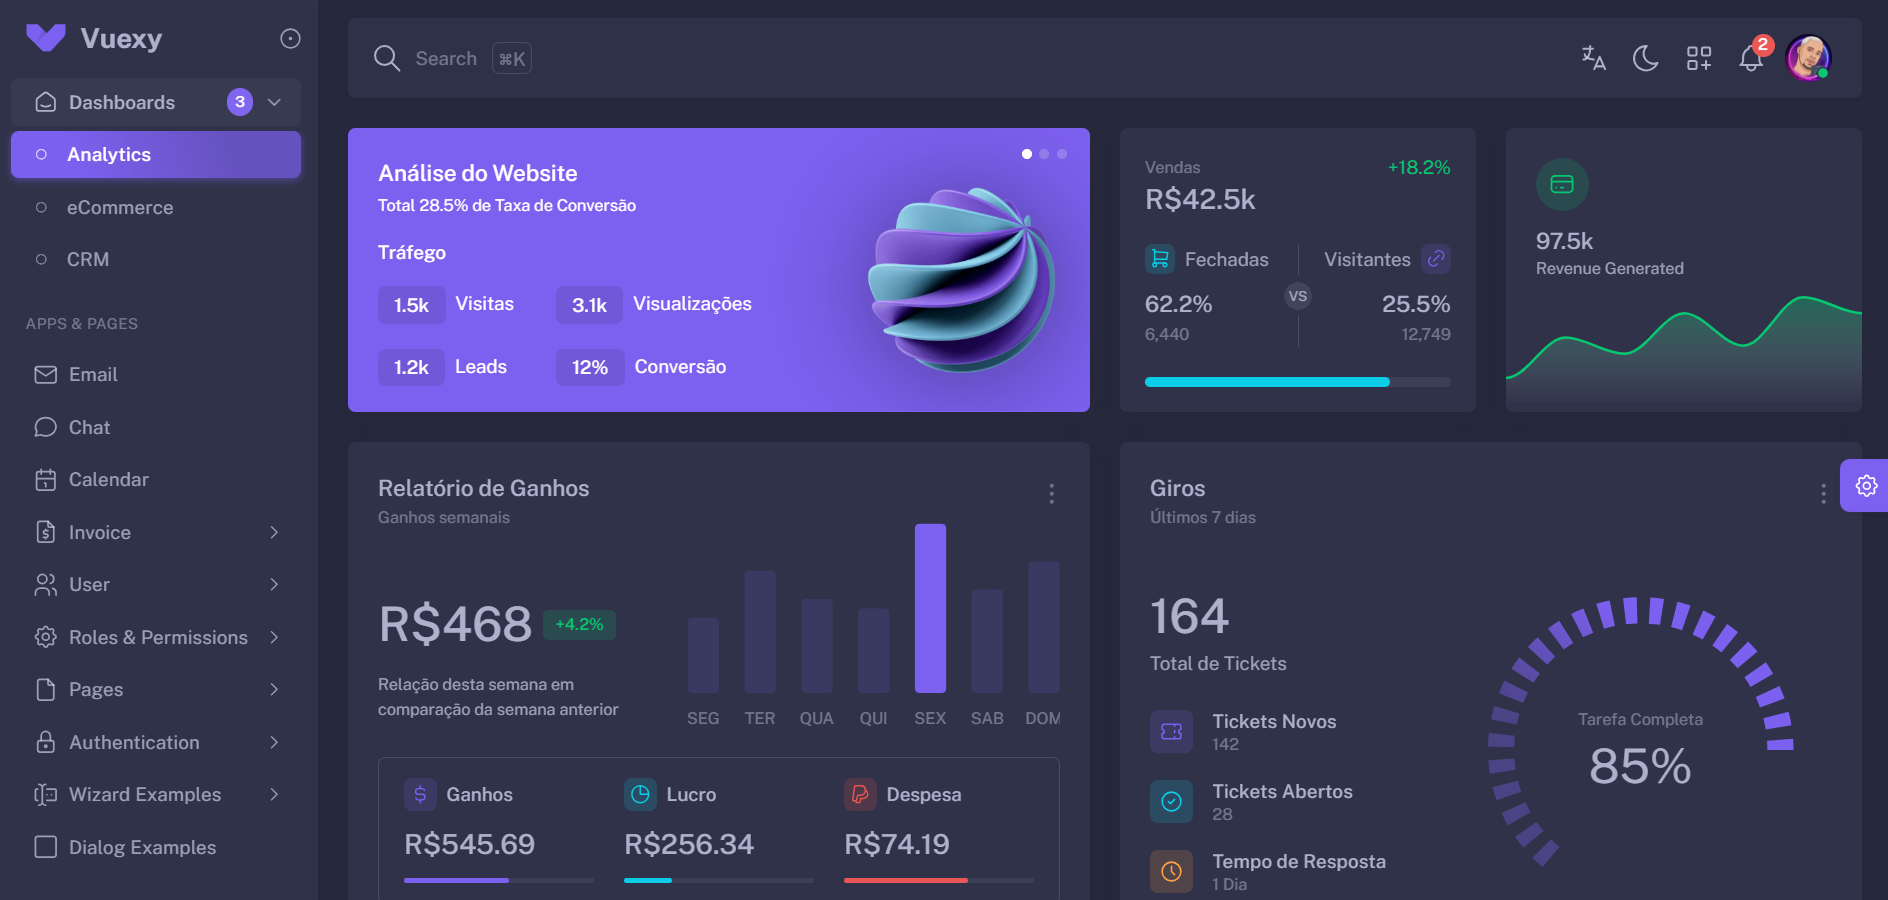 Vuexy
Dashboards 3
Analytics
eCommerce
CRM
APPS & PAGES
Email
Chat
Calendar
Invoice
User
Roles & Permissions
Pages
Authentication
Wizard Examples
Dialog Examples
Search ⌘K
2
Análise do Website
Total 28.5% de Taxa de Conversão
Tráfego
1.5k Visitas 3.1k Visualizações
1.2k Leads 12% Conversão
Vendas +18.2%
R$42.5k
Fechadas Visitantes
VS
62.2% 25.5%
6,440 12,749
97.5k
Revenue Generated
Relatório de Ganhos
Ganhos semanais
R$468 +4.2%
Relação desta semana em
comparação da semana anterior
SEG TER QUA QUI SEX SAB DOM
Ganhos Lucro Despesa
R$545.69 R$256.34 R$74.19
Giros
Últimos 7 dias
164
Total de Tickets
Tickets Novos
142
Tickets Abertos
28
Tempo de Resposta
1 Dia
Tarefa Completa
85%